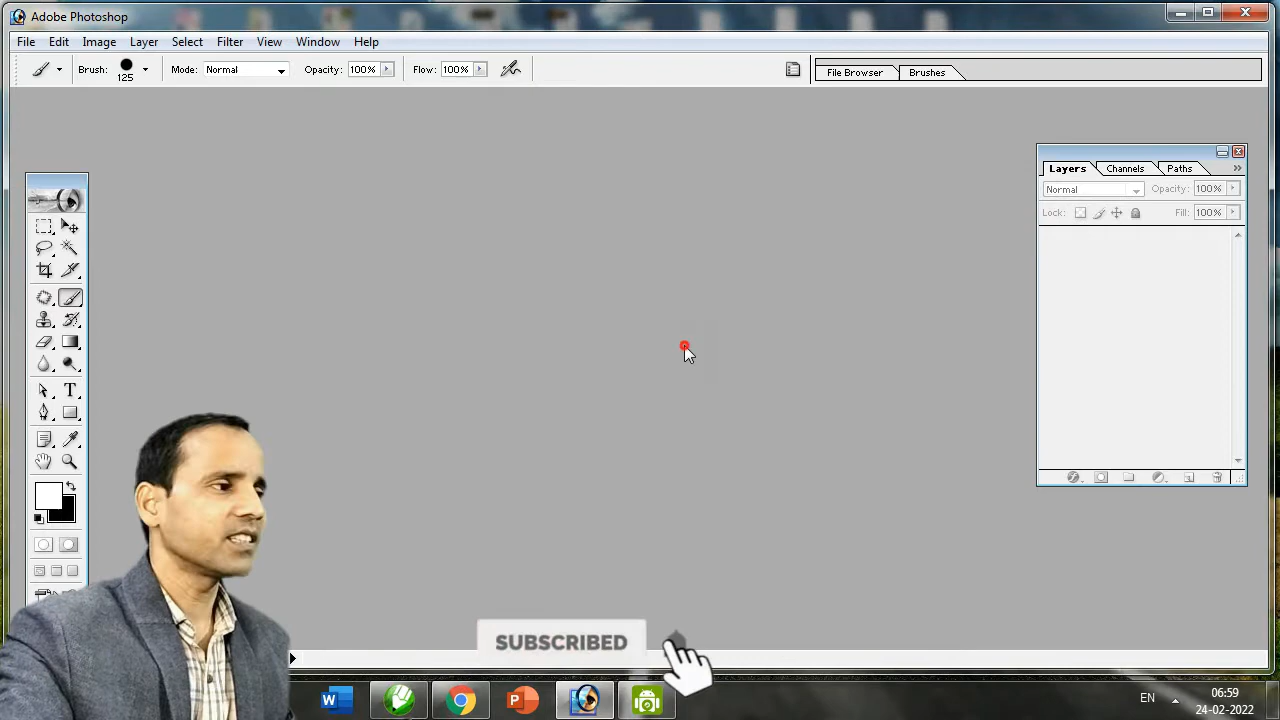 Adobe Photoshop
File Edit Image Layer Select Filter View Window Help
Brush: 125 Mode: Normal Opacity: 100% Flow: 100% File Browser Brushes
Layers Channels Paths
Normal Opacity: 100%
Lock: Fill: 100%
T
SUBSCRIBED
W P EN 06:59
24-02-2022